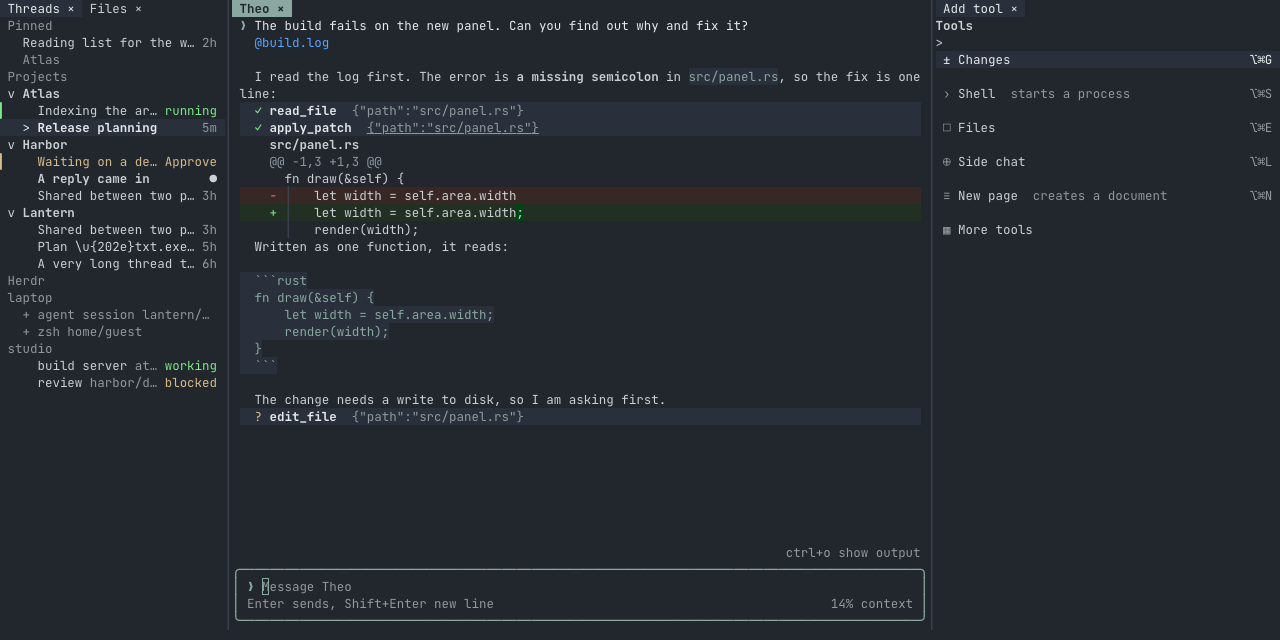 Threads × Files ×
Pinned
Reading list for the w… 2h
Atlas
Projects
v Atlas
Indexing the ar… running
> Release planning 5m
v Harbor
Waiting on a de… Approve
A reply came in ●
Shared between two p… 3h
v Lantern
Shared between two p… 3h
Plan \u{202e}txt.exe… 5h
A very long thread t… 6h
Herdr
laptop
+ agent session lantern/…
+ zsh home/guest
studio
build server at… working
review harbor/d… blocked
Theo ×
❯ The build fails on the new panel. Can you find out why and fix it?
@build.log
I read the log first. The error is a missing semicolon in src/panel.rs, so the fix is one
line:
✓ read_file {"path":"src/panel.rs"}
✓ apply_patch {"path":"src/panel.rs"}
src/panel.rs
@@ -1,3 +1,3 @@
fn draw(&self) {
- let width = self.area.width
+ let width = self.area.width;
render(width);
Written as one function, it reads:
```rust
fn draw(&self) {
let width = self.area.width;
render(width);
}
```
The change needs a write to disk, so I am asking first.
? edit_file {"path":"src/panel.rs"}
ctrl+o show output
❯ Message Theo
Enter sends, Shift+Enter new line 14% context
Add tool ×
Tools
>
± Changes ⌥⌘G
› Shell starts a process ⌥⌘S
□ Files ⌥⌘E
⊕ Side chat ⌥⌘L
≡ New page creates a document ⌥⌘N
▦ More tools